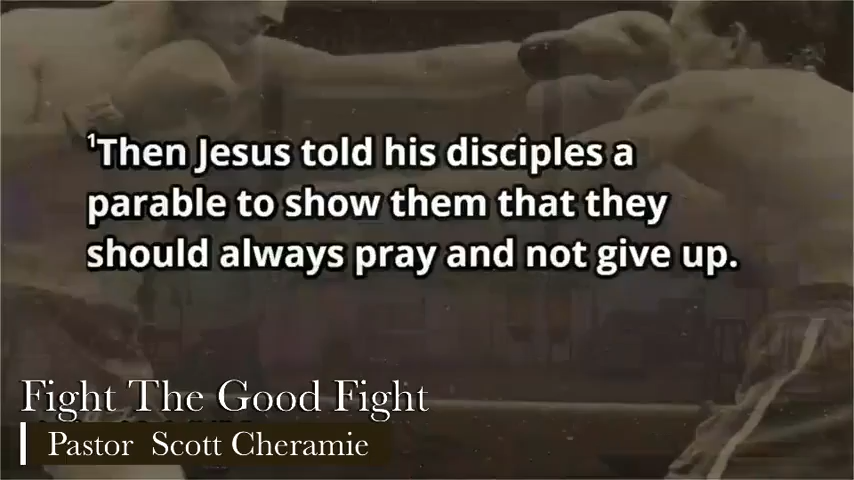 ¹Then Jesus told his disciples a
parable to show them that they
should always pray and not give up.
Fight The Good Fight
Pastor Scott Cheramie